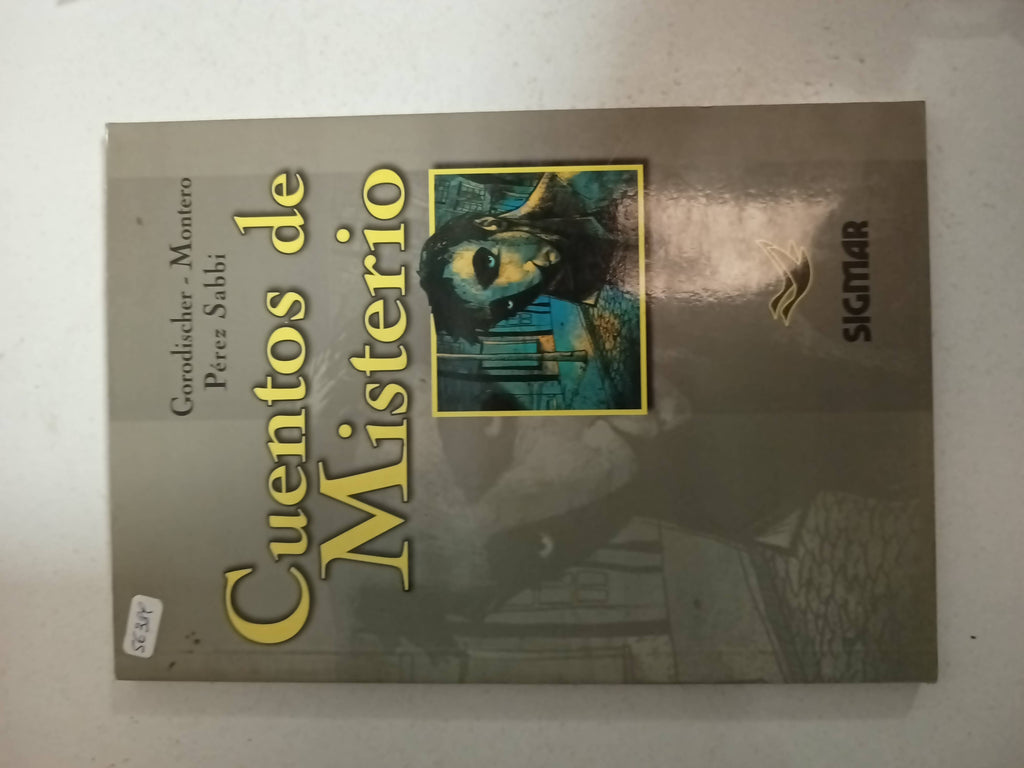 Gorodischer - Montero
Pérez Sabbi
Cuentos de
Misterio
SIGMAR